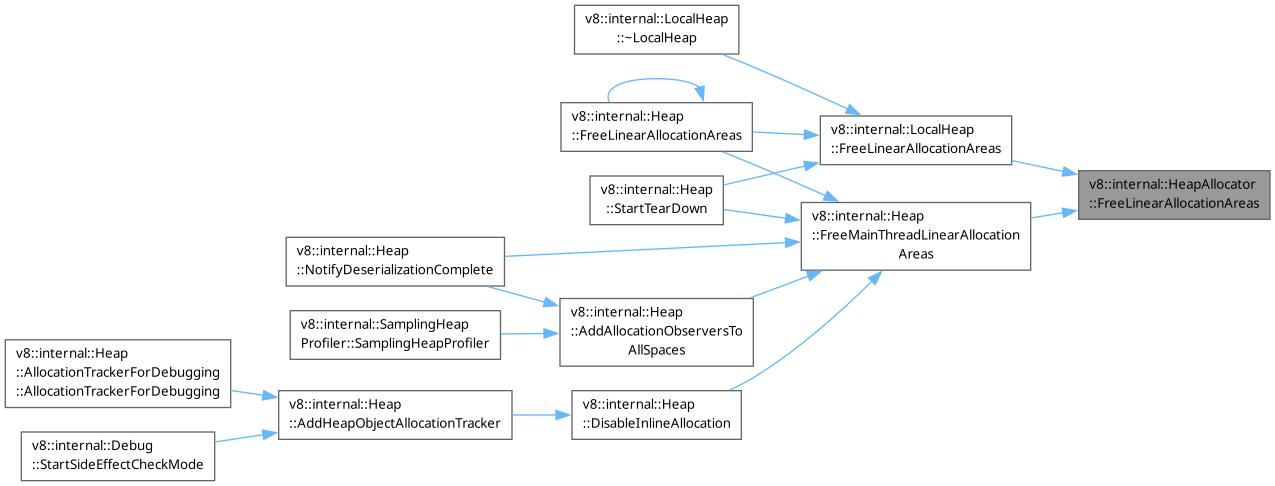 v8::internal::LocalHeap
::~LocalHeap
v8::internal::Heap
::FreeLinearAllocationAreas
v8::internal::LocalHeap
::FreeLinearAllocationAreas
v8::internal::HeapAllocator
::FreeLinearAllocationAreas
v8::internal::Heap
::StartTearDown
v8::internal::Heap
::FreeMainThreadLinearAllocation
Areas
v8::internal::Heap
::NotifyDeserializationComplete
v8::internal::Heap
::AddAllocationObserversTo
AllSpaces
v8::internal::SamplingHeap
Profiler::SamplingHeapProfiler
v8::internal::Heap
::AllocationTrackerForDebugging
::AllocationTrackerForDebugging
v8::internal::Heap
::AddHeapObjectAllocationTracker
v8::internal::Heap
::DisableInlineAllocation
v8::internal::Debug
::StartSideEffectCheckMode